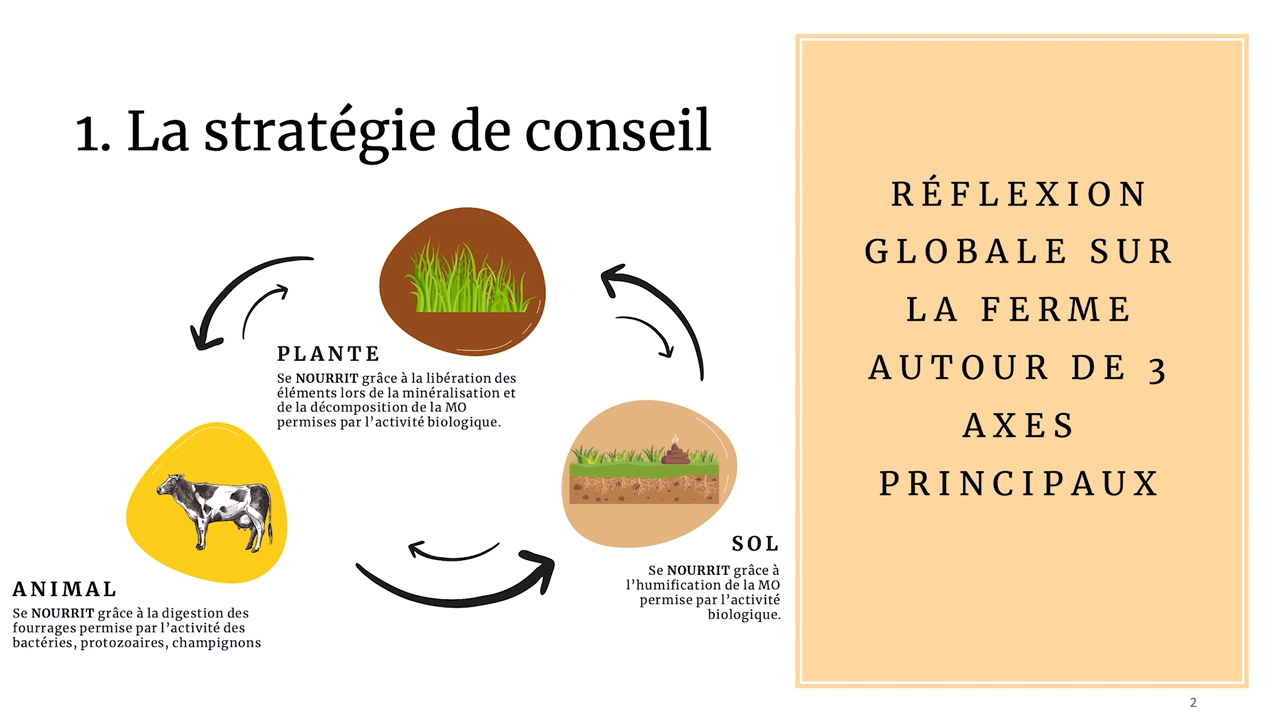 1. La stratégie de conseil
PLANTE
Se NOURRIT grâce à la libération des
éléments lors de la minéralisation et
de la décomposition de la MO
permises par l'activité biologique.
ANIMAL
Se NOURRIT grâce à la digestion des
fourrages permise par l'activité des
bactéries, protozoaires, champignons
SOL
Se NOURRIT grâce à
l'humification de la MO
permise par l'activité
biologique.
RÉFLEXION
GLOBALE SUR
LA FERME
AUTOUR DE 3
AXES
PRINCIPAUX
2